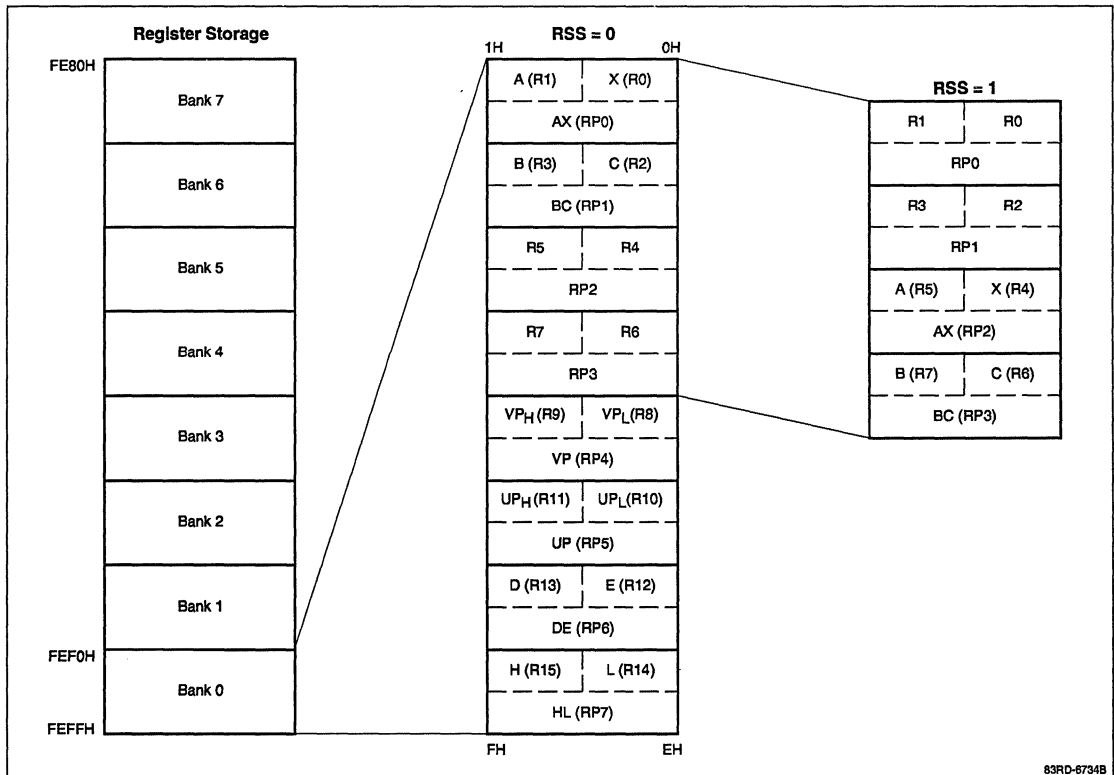 Register Storage
FE80H
Bank 7
Bank 6
Bank 5
Bank 4
Bank 3
Bank 2
Bank 1
FEF0H
Bank 0
FEFFH
RSS = 0
1H 0H
A (R1) X (R0)
AX (RP0)
B (R3) C (R2)
BC (RP1)
R5 R4
RP2
R7 R6
RP3
VPH (R9) VPL (R8)
VP (RP4)
UPH (R11) UPL (R10)
UP (RP5)
D (R13) E (R12)
DE (RP6)
H (R15) L (R14)
HL (RP7)
FH EH
RSS = 1
R1 R0
RP0
R3 R2
RP1
A (R5) X (R4)
AX (RP2)
B (R7) C (R6)
BC (RP3)
83RD-6734B